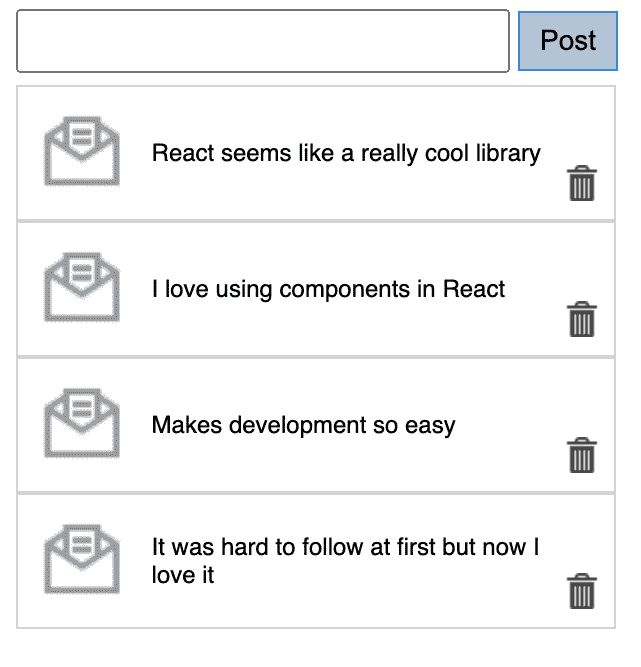 Post
React seems like a really cool library
I love using components in React
Makes development so easy
It was hard to follow at first but now I
love it